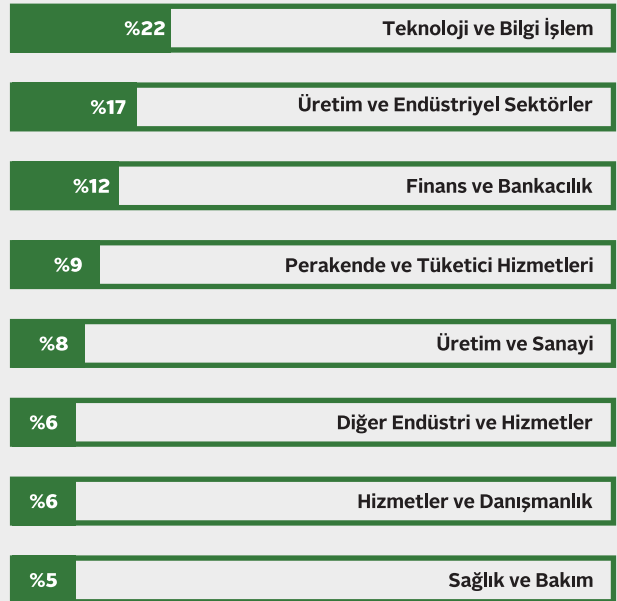 %22 Teknoloji ve Bilgi İşlem
%17 Üretim ve Endüstriyel Sektörler
%12 Finans ve Bankacılık
%9 Perakende ve Tüketici Hizmetleri
%8 Üretim ve Sanayi
%6 Diğer Endüstri ve Hizmetler
%6 Hizmetler ve Danışmanlık
%5 Sağlık ve Bakım